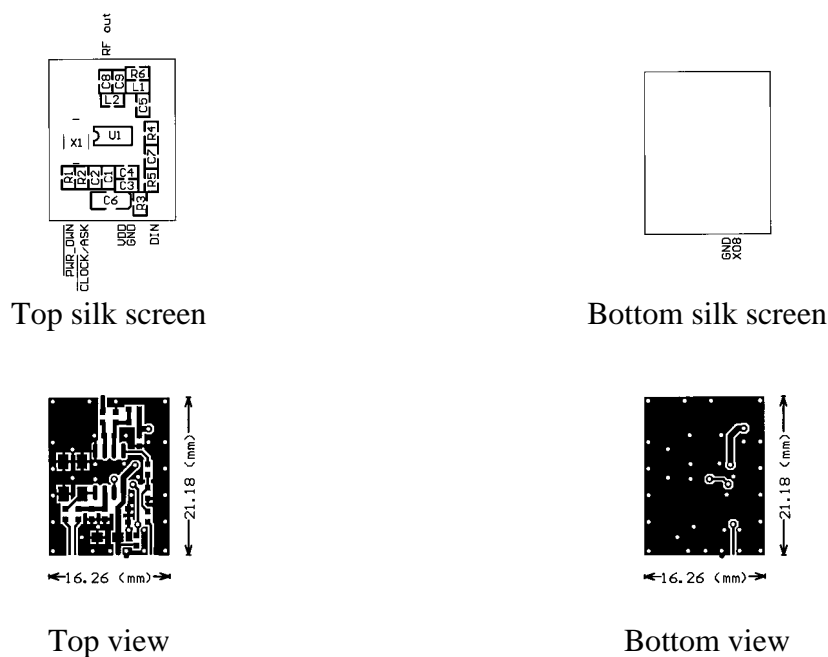 RF out
C8
C9
R6
L1
L2
C5
X1
U1
R4
C7
R5
R1
R2
C2
C1
C4
C3
C6
R3
PWR_DWN
CLOCK/ASK
VDD
GND
DIN
Top silk screen
GND
X08
Bottom silk screen
21.18 (mm)
16.26 (mm)
Top view
21.18 (mm)
16.26 (mm)
Bottom view